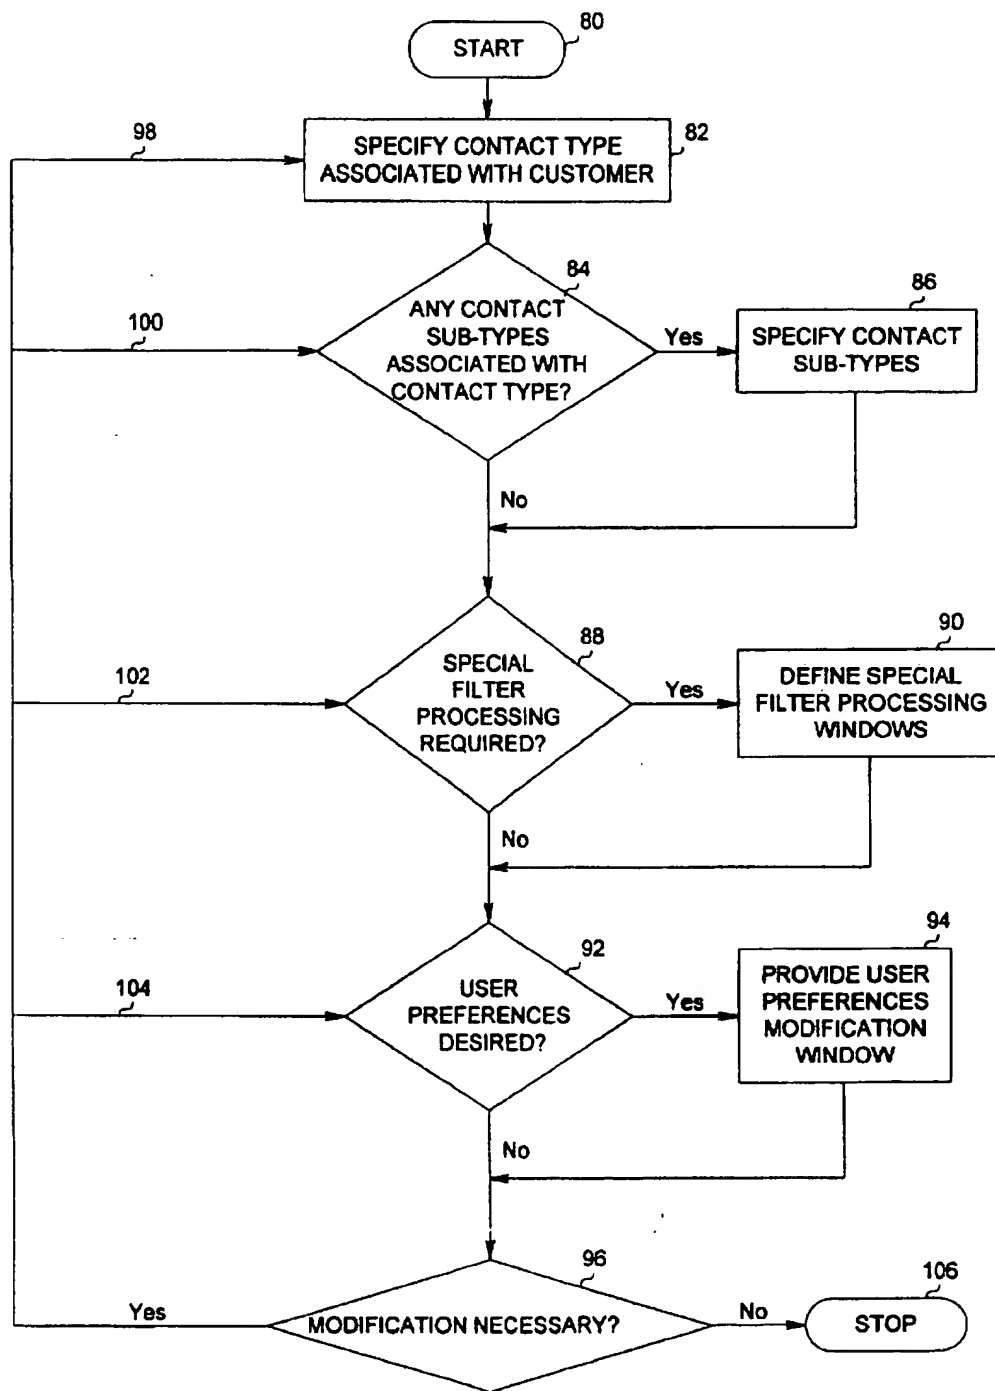 80
START
98
82
SPECIFY CONTACT TYPE
ASSOCIATED WITH CUSTOMER
84
86
100
ANY CONTACT
SUB-TYPES
ASSOCIATED WITH
CONTACT TYPE?
Yes
SPECIFY CONTACT
SUB-TYPES
No
88
90
102
SPECIAL
FILTER
PROCESSING
REQUIRED?
Yes
DEFINE SPECIAL
FILTER PROCESSING
WINDOWS
No
92
94
104
USER
PREFERENCES
DESIRED?
Yes
PROVIDE USER
PREFERENCES
MODIFICATION
WINDOW
No
96
106
Yes
MODIFICATION NECESSARY?
No
STOP